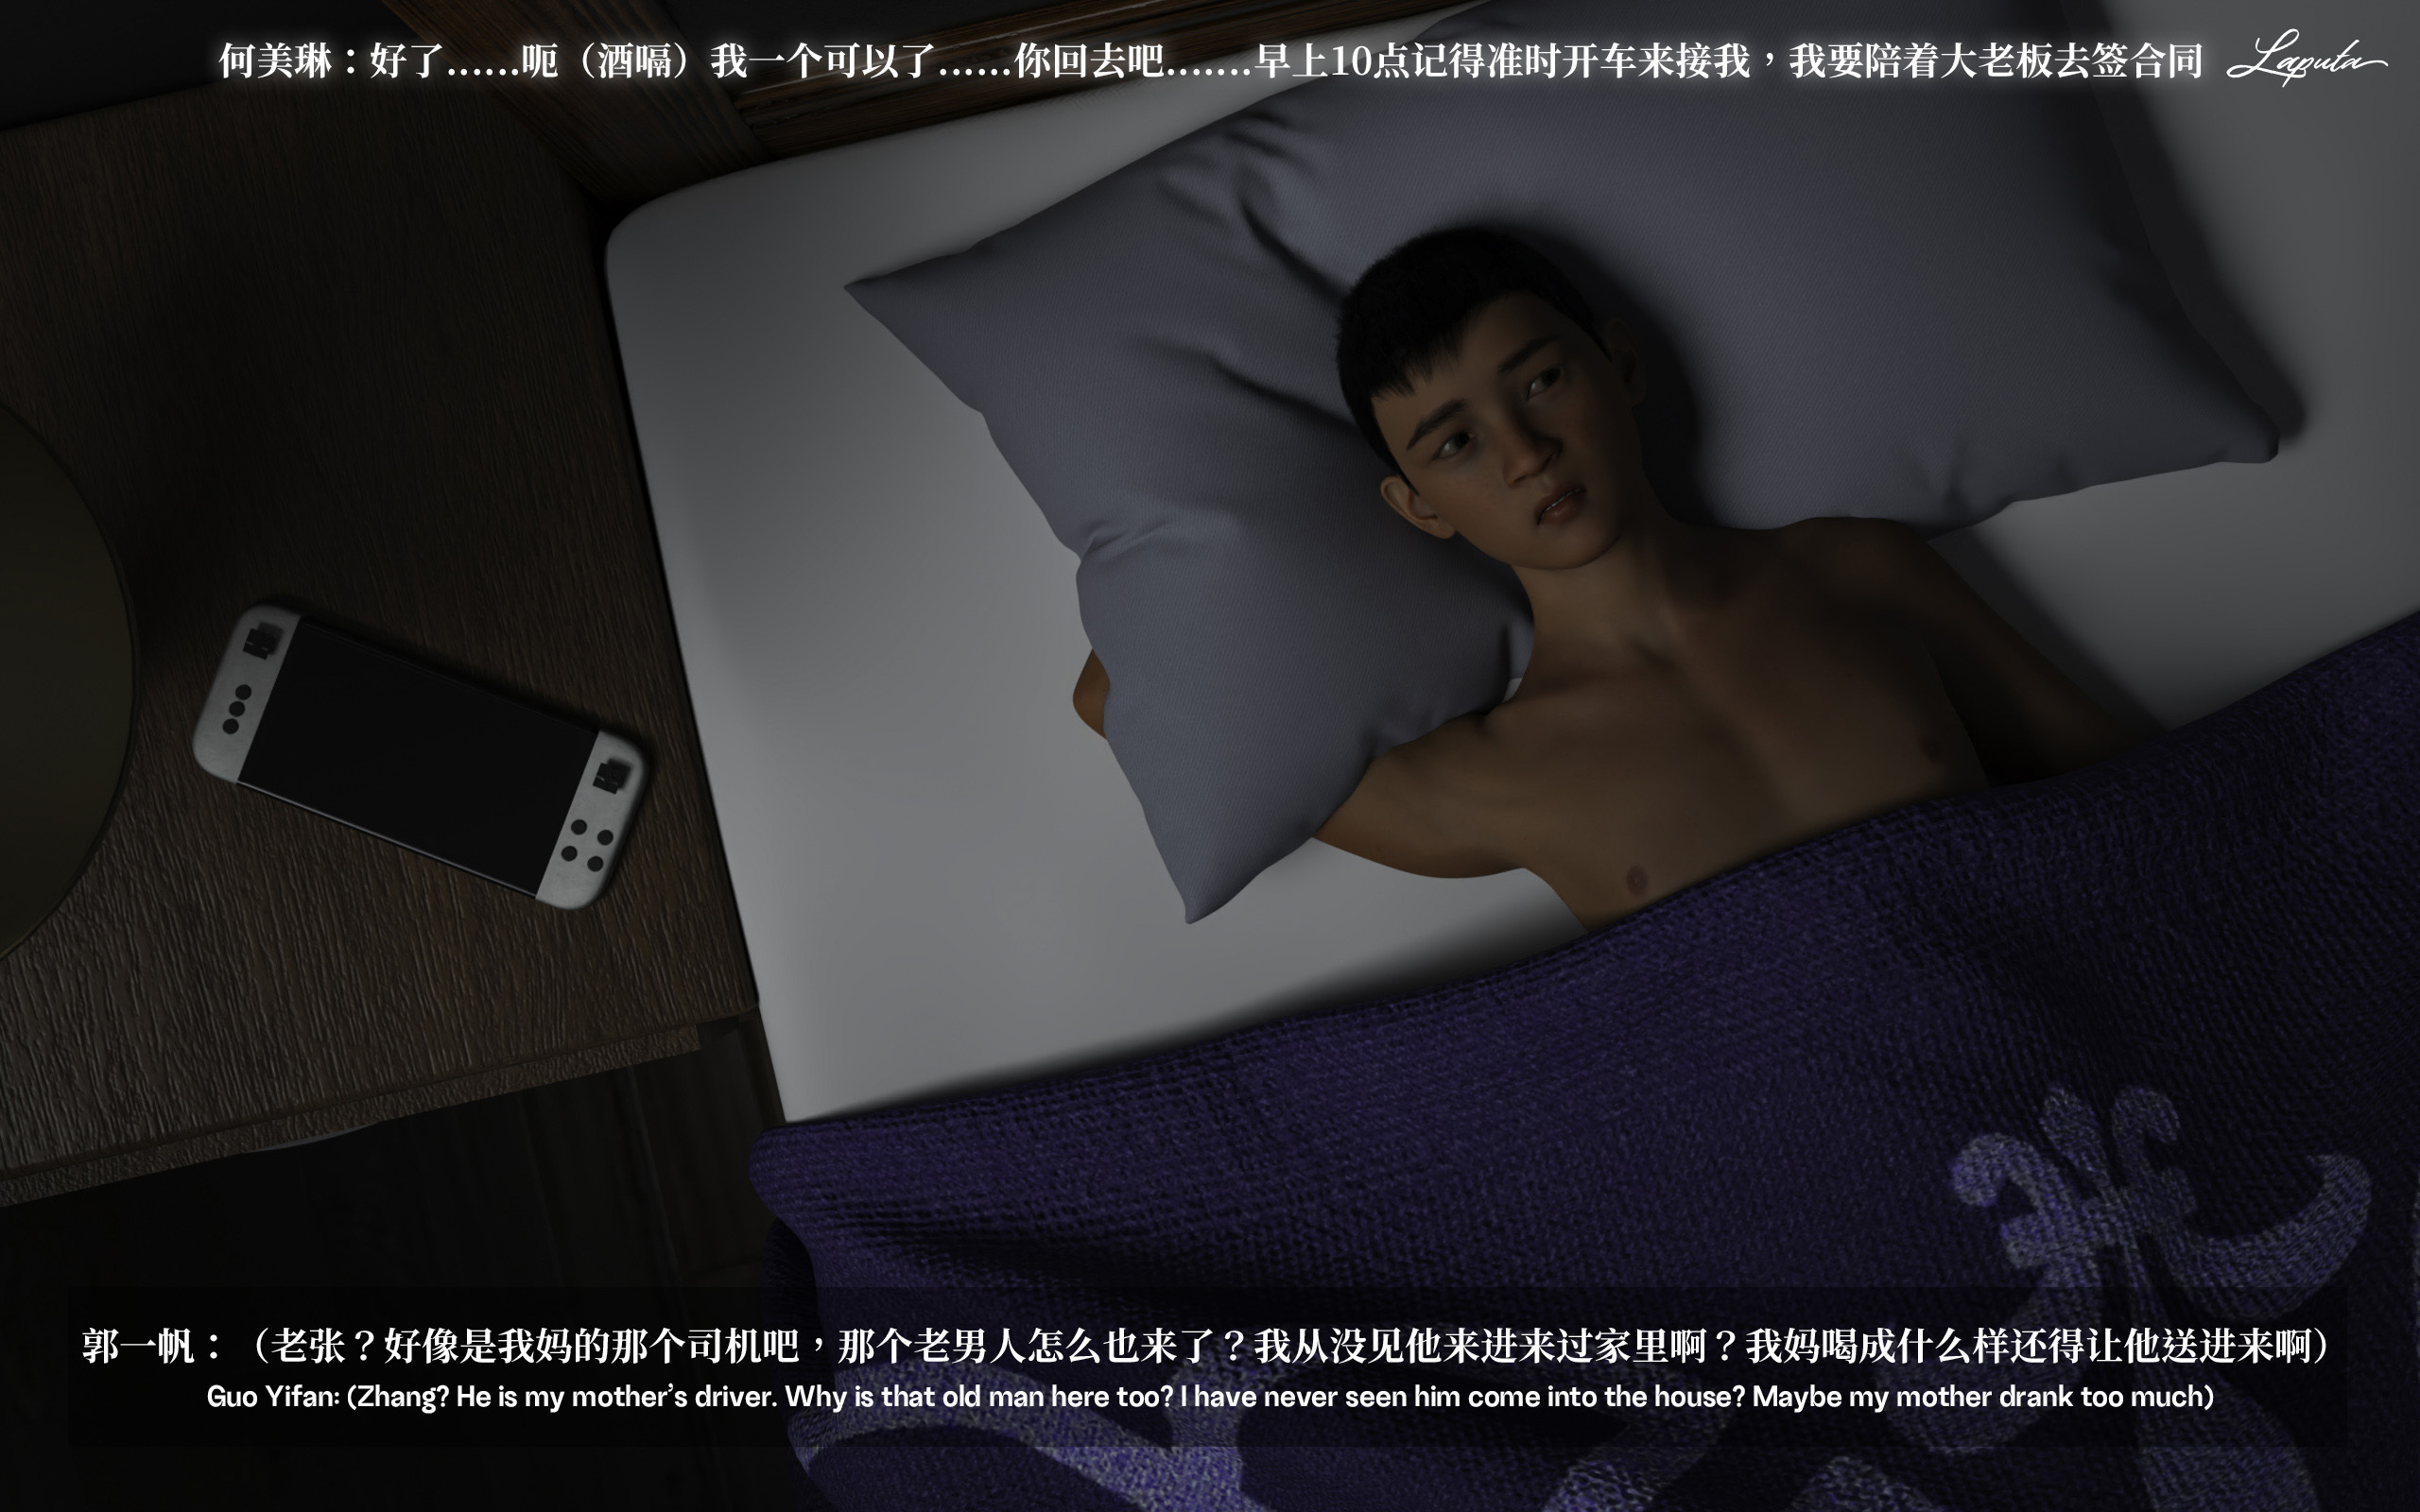 何美琳：好了......呃（酒嗝）我一个可以了......你回去吧.......早上10点记得准时开车来接我，我要陪着大老板去签合同
Laputa
郭一帆：（老张？好像是我妈的那个司机吧，那个老男人怎么也来了？我从没见他来进来过家里啊？我妈喝成什么样还得让他送进来啊）
Guo Yifan: (Zhang? He is my mother’s driver. Why is that old man here too? I have never seen him come into the house? Maybe my mother drank too much)